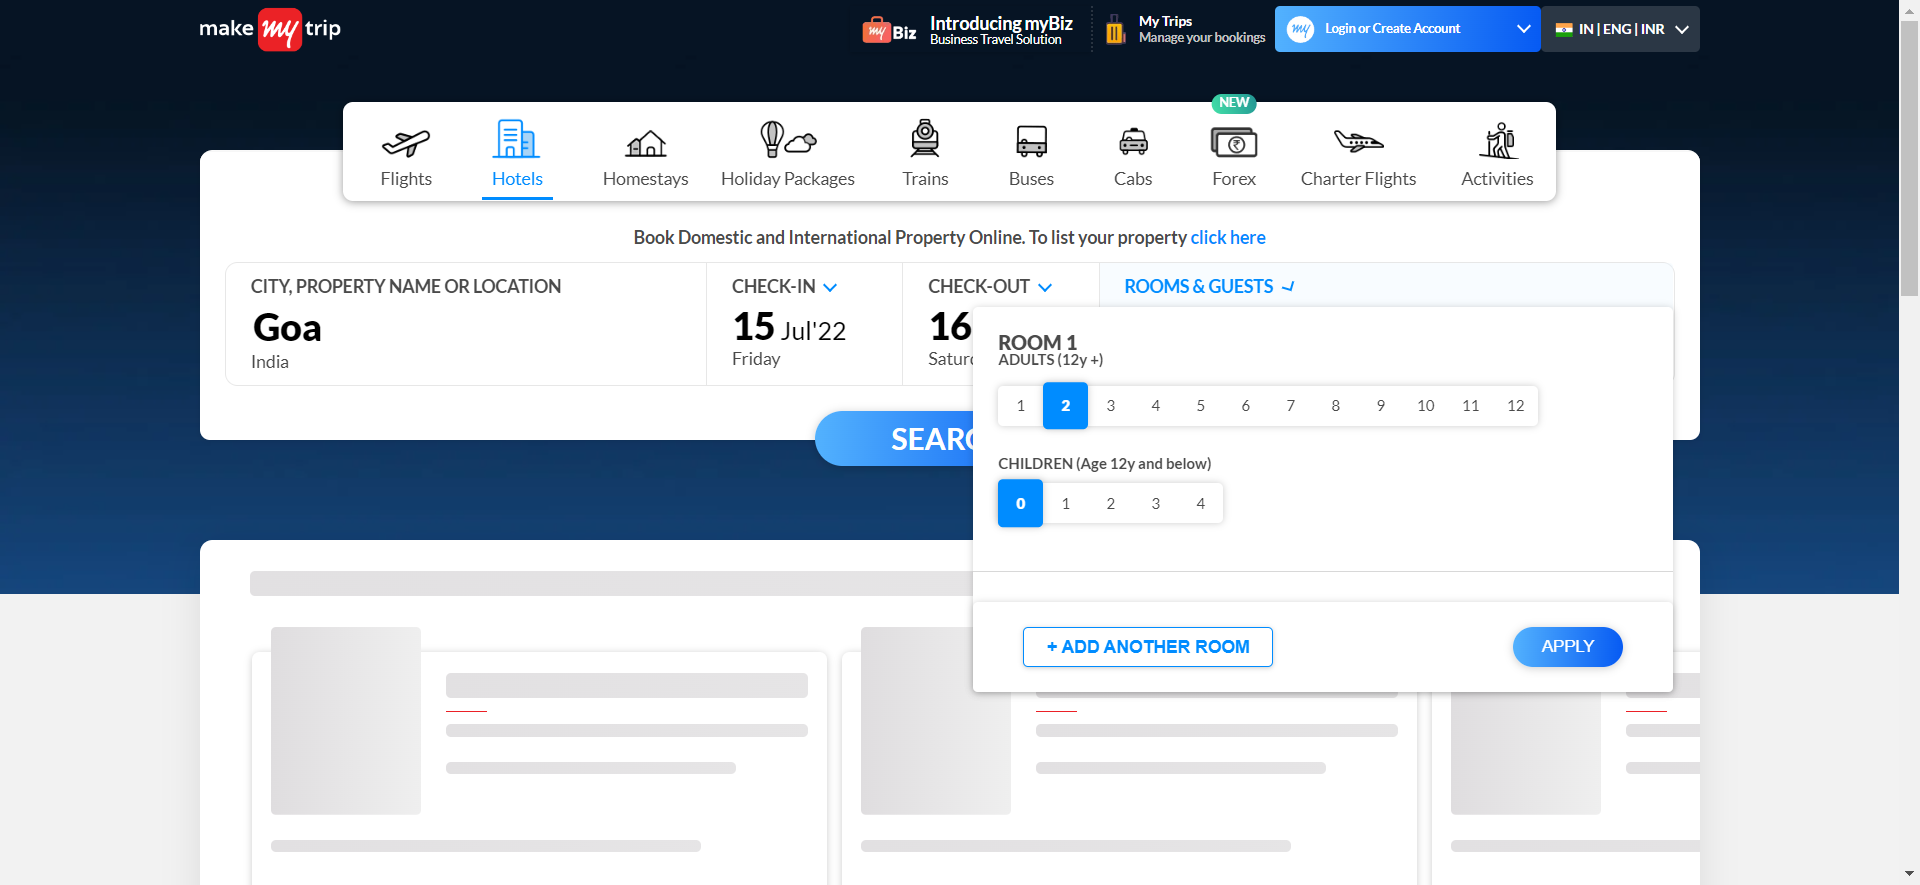 make my trip
my Biz
Introducing myBiz
Business Travel Solution
My Trips
Manage your bookings
my
Login or Create Account
IN | ENG | INR
NEW
Flights
Hotels
Homestays
Holiday Packages
Trains
Buses
Cabs
Forex
Charter Flights
Activities
Book Domestic and International Property Online. To list your property click here
CITY, PROPERTY NAME OR LOCATION
Goa
India
CHECK-IN
15 Jul'22
Friday
CHECK-OUT
16
Satur
ROOMS & GUESTS
ROOM 1
ADULTS (12y +)
1 2 3 4 5 6 7 8 9 10 11 12
CHILDREN (Age 12y and below)
0 1 2 3 4
SEARC
+ ADD ANOTHER ROOM
APPLY